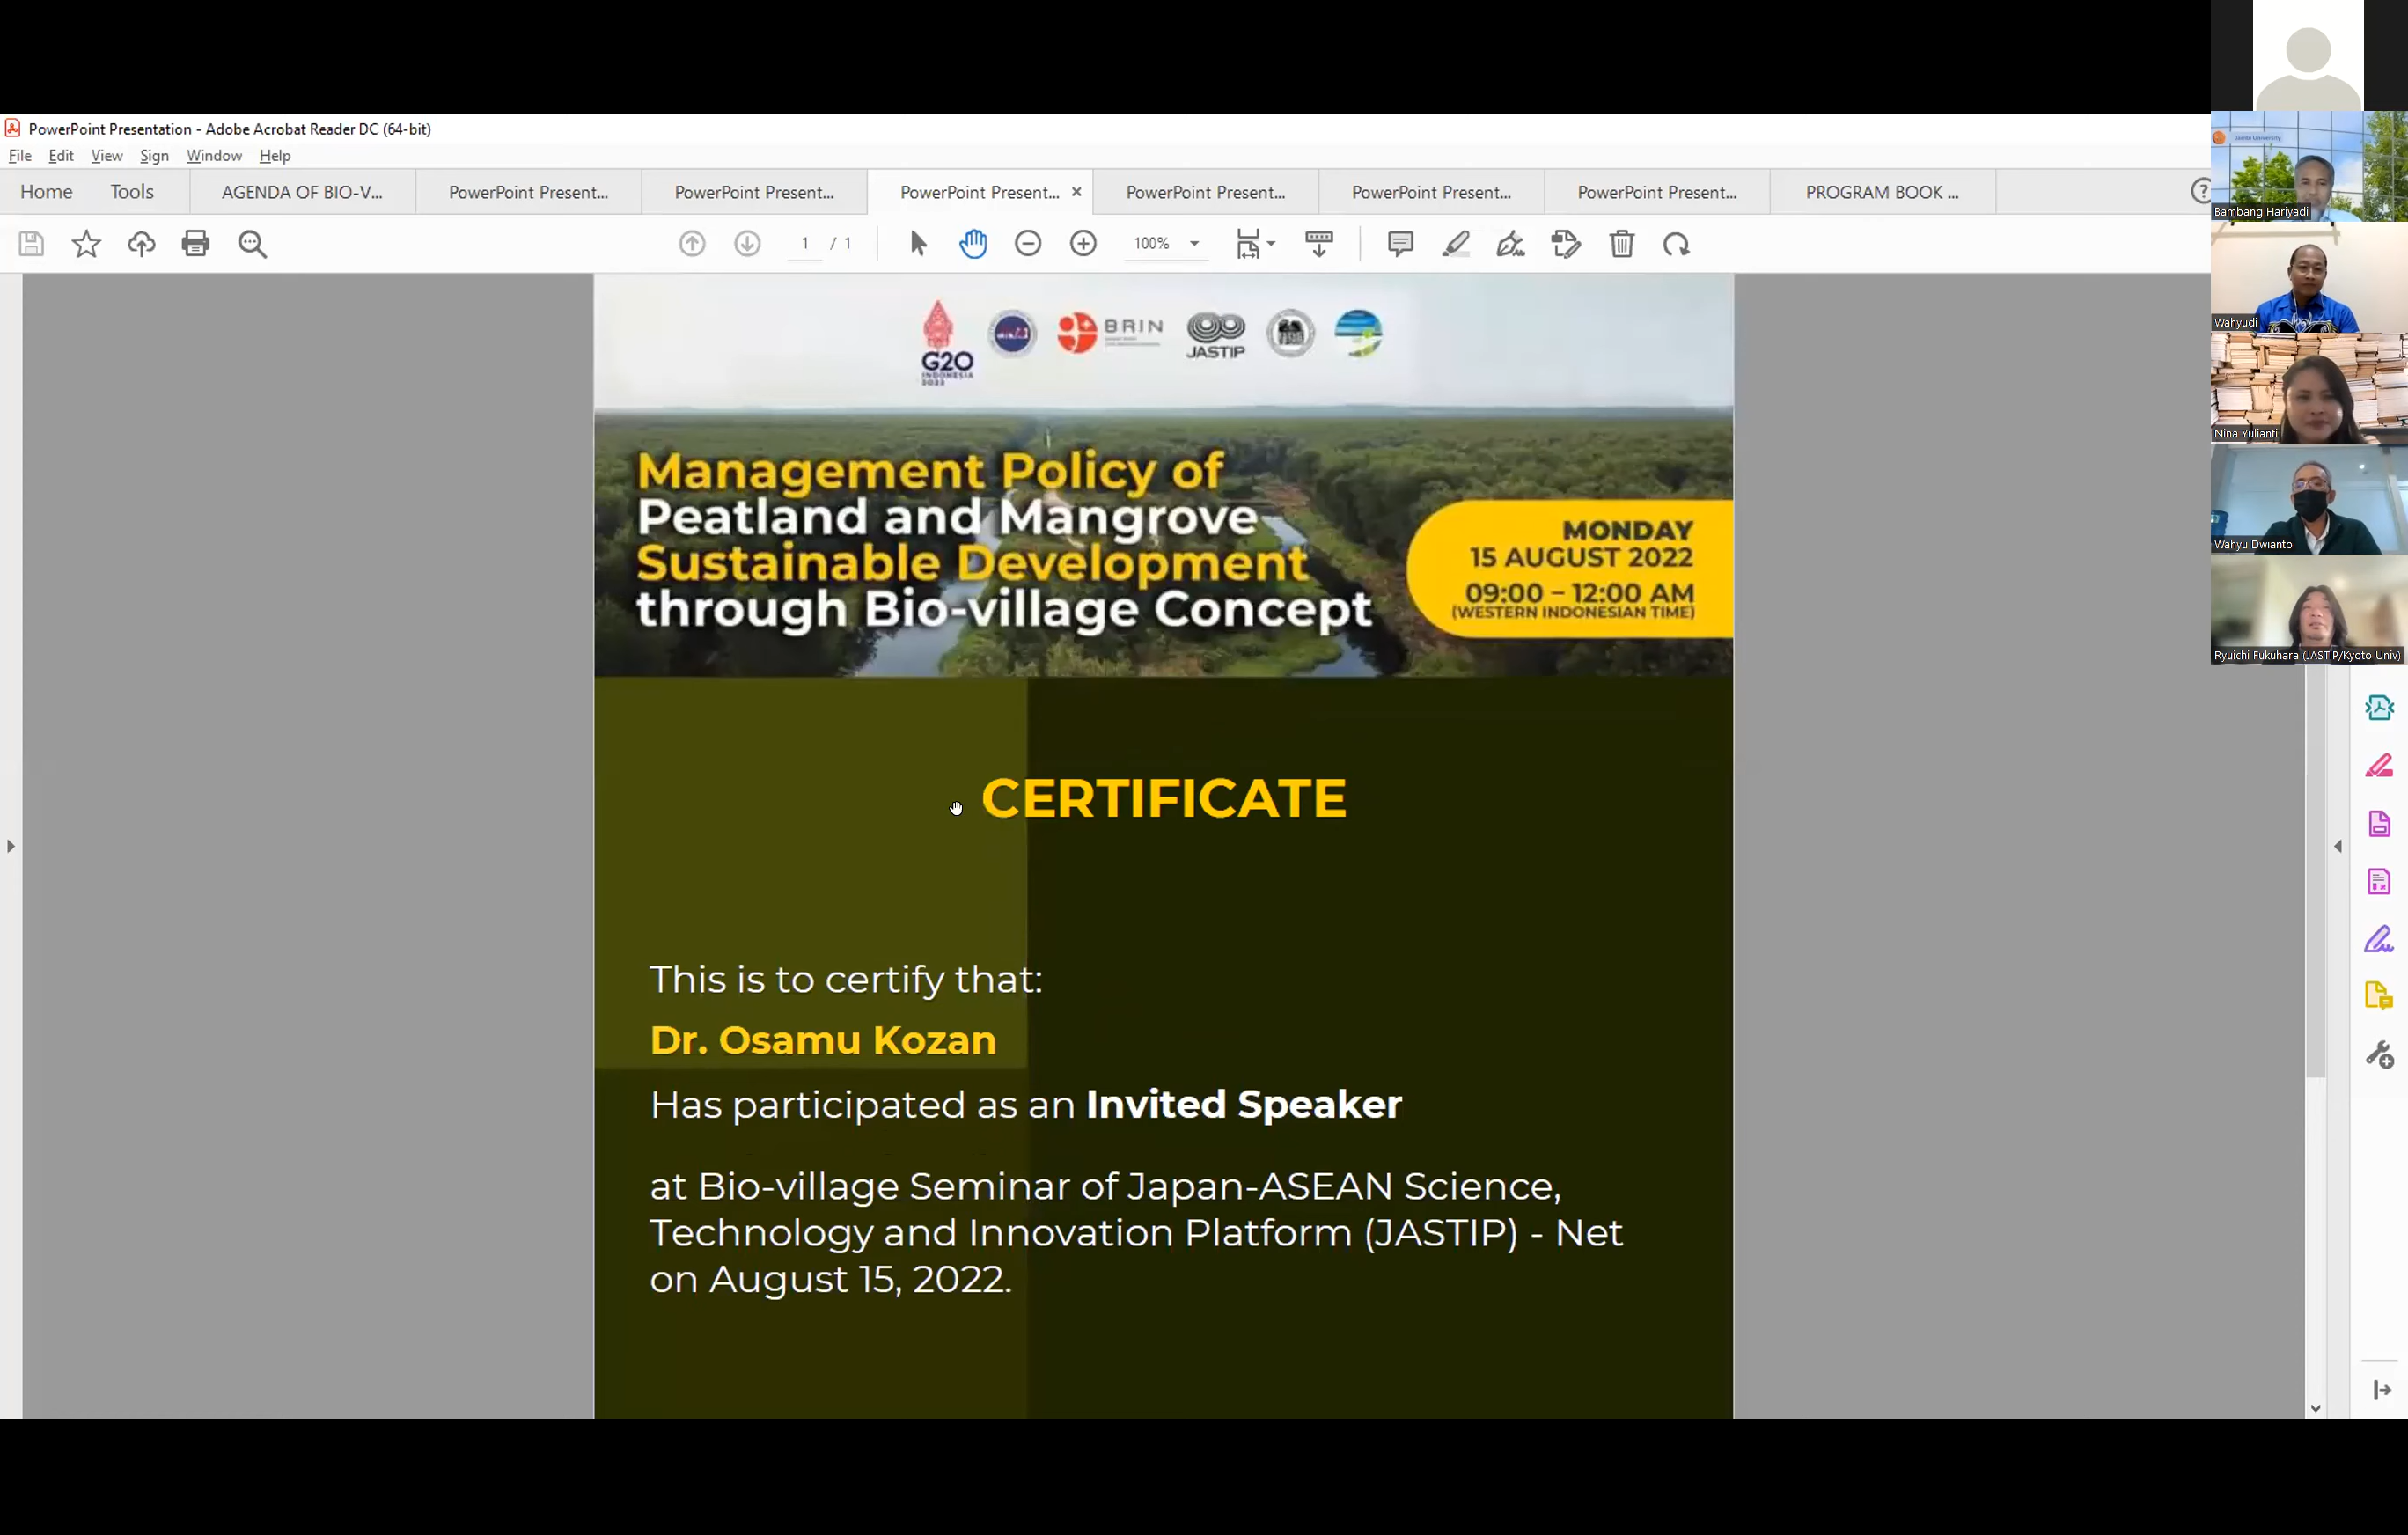 PowerPoint Presentation - Adobe Acrobat Reader DC (64-bit)
File Edit View Sign Window Help
Home Tools AGENDA OF BIO-V... PowerPoint Present... PowerPoint Present... PowerPoint Present... PowerPoint Present... PowerPoint Present... PowerPoint Present... PROGRAM BOOK ...
1 / 1 100%
G20
INDONESIA
2022
BRIN
JASTIP
Management Policy of
Peatland and Mangrove
Sustainable Development
through Bio-village Concept
MONDAY
15 AUGUST 2022
09:00 – 12:00 AM
(WESTERN INDONESIAN TIME)
CERTIFICATE
This is to certify that:
Dr. Osamu Kozan
Has participated as an Invited Speaker
at Bio-village Seminar of Japan-ASEAN Science,
Technology and Innovation Platform (JASTIP) - Net
on August 15, 2022.
Jambi University
Bambang Hariyadi
Wahyudi
Nina Yulianti
Wahyu Dwianto
Ryuichi Fukuhara (JASTIP/Kyoto Univ)